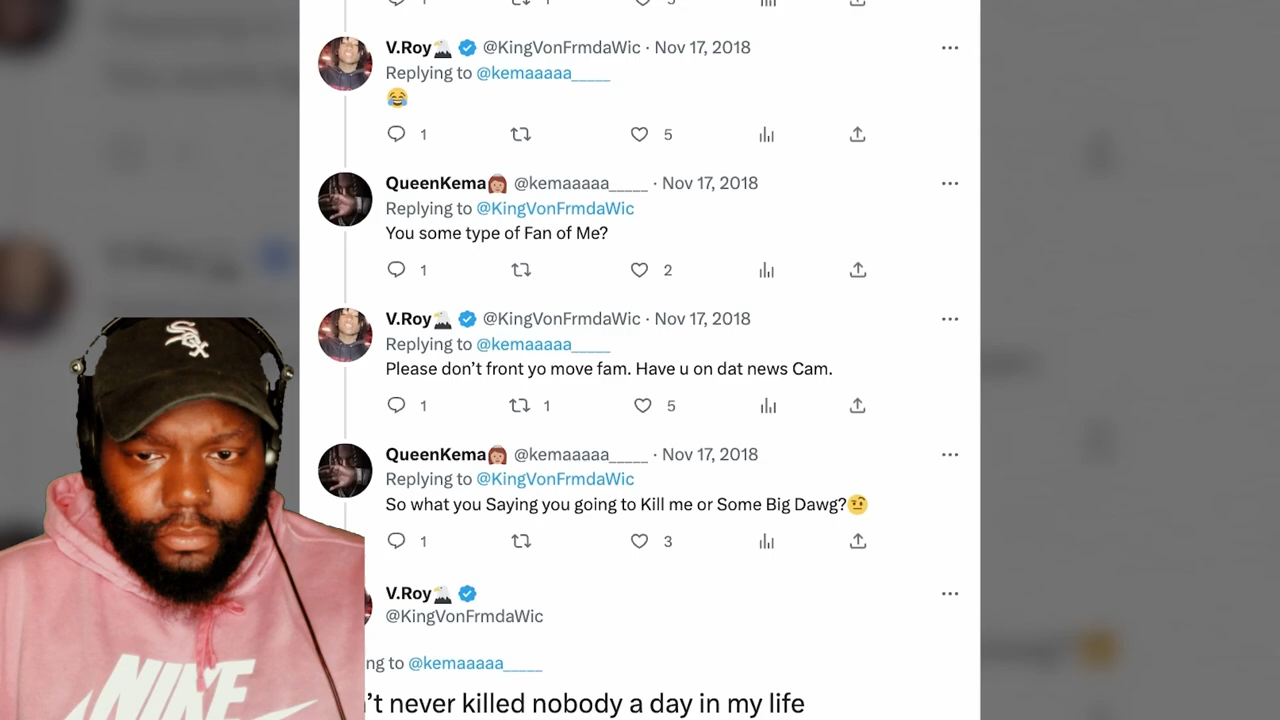 1 1 5
V.Roy🦅 @KingVonFrmdaWic · Nov 17, 2018
Replying to @kemaaaaa_____
😂
1 5
QueenKema👸🏽 @kemaaaaa_____ · Nov 17, 2018
Replying to @KingVonFrmdaWic
You some type of Fan of Me?
1 2
V.Roy🦅 @KingVonFrmdaWic · Nov 17, 2018
Replying to @kemaaaaa_____
Please don’t front yo move fam. Have u on dat news Cam.
1 1 5
QueenKema👸🏽 @kemaaaaa_____ · Nov 17, 2018
Replying to @KingVonFrmdaWic
So what you Saying you going to Kill me or Some Big Dawg?🤨
1 3
V.Roy🦅
@KingVonFrmdaWic
ng to @kemaaaaa_____
’t never killed nobody a day in my life
Sox
NIKE